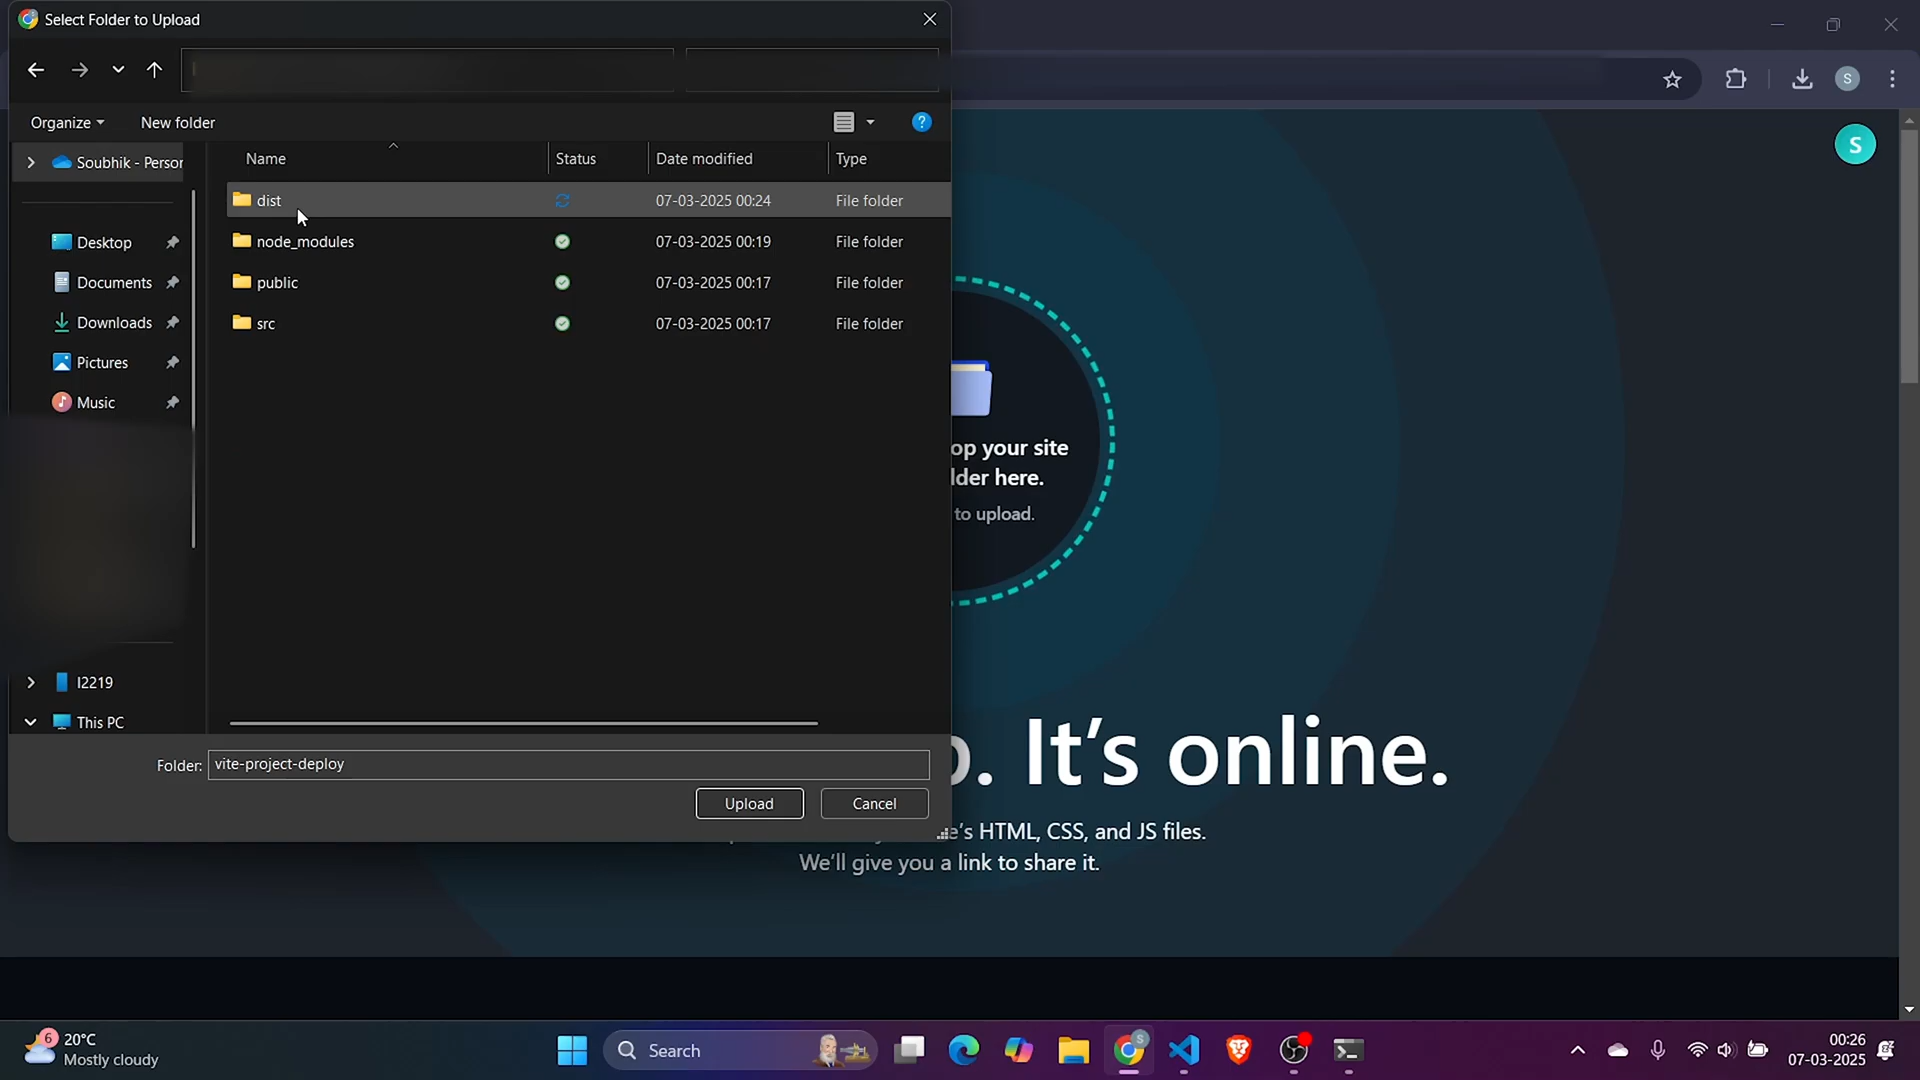 Select Folder to Upload
Organize
New folder
Name
Status
Date modified
Type
Soubhik - Person
Desktop
Documents
Downloads
Pictures
Music
I2219
This PC
dist
07-03-2025 00:24
File folder
node_modules
07-03-2025 00:19
File folder
public
07-03-2025 00:17
File folder
src
07-03-2025 00:17
File folder
Folder:
vite-project-deploy
Upload
Cancel
S
S
op your site
lder here.
to upload.
. It’s online.
e’s HTML, CSS, and JS files.
We’ll give you a link to share it.
6
20°C
Mostly cloudy
Search
S
00:26
07-03-2025